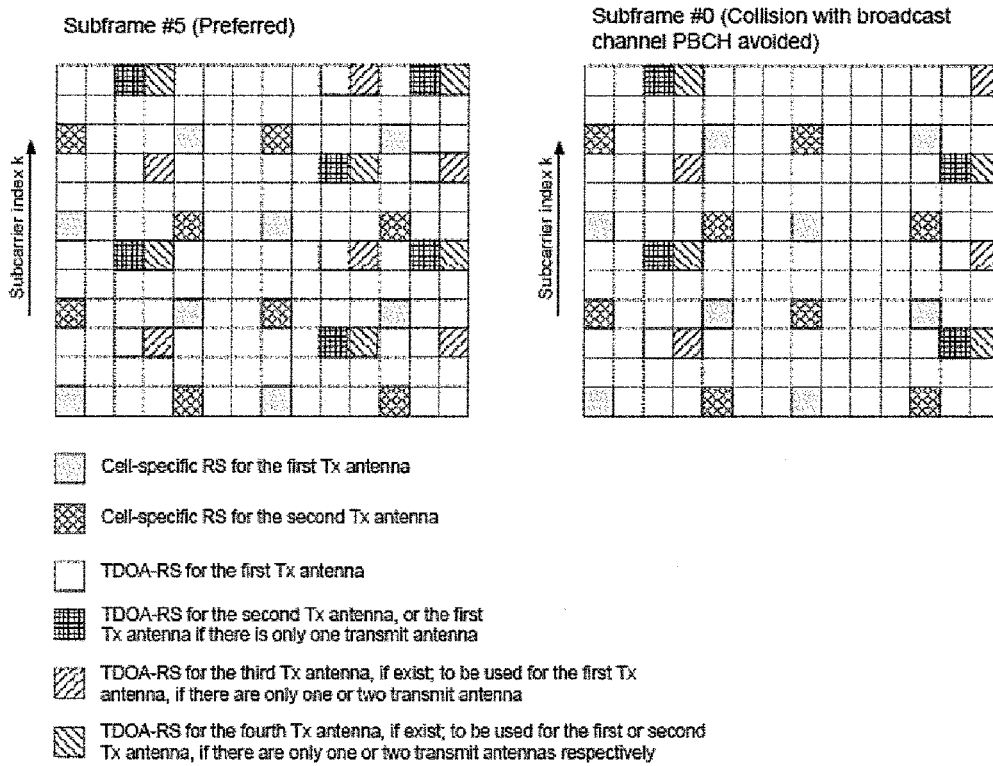 Subframe #5 (Preferred)
Subframe #0 (Collision with broadcast
channel PBCH avoided)
Subcarrier index k
Subcarrier index k
Cell-specific RS for the first Tx antenna
Cell-specific RS for the second Tx antenna
TDOA-RS for the first Tx antenna
TDOA-RS for the second Tx antenna, or the first
Tx antenna if there is only one transmit antenna
TDOA-RS for the third Tx antenna, if exist; to be used for the first Tx
antenna, if there are only one or two transmit antenna
TDOA-RS for the fourth Tx antenna, if exist; to be used for the first or second
Tx antenna, if there are only one or two transmit antennas respectively